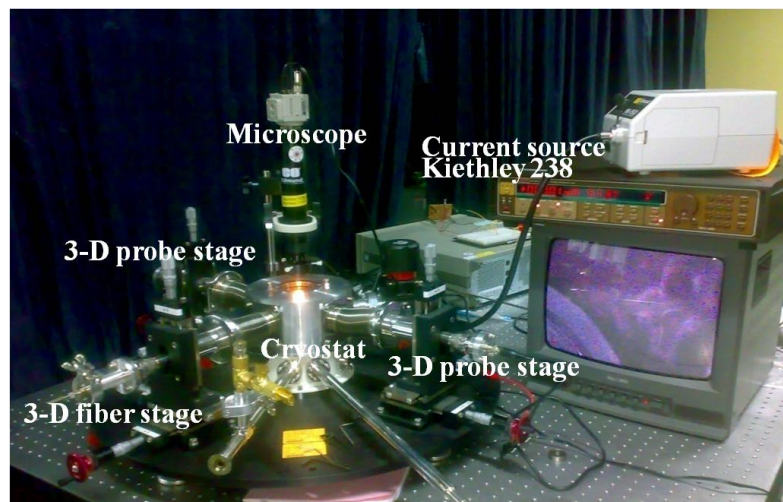 Microscope
Current source
Kiethley 238
3-D probe stage
Cryostat
3-D probe stage
3-D fiber stage